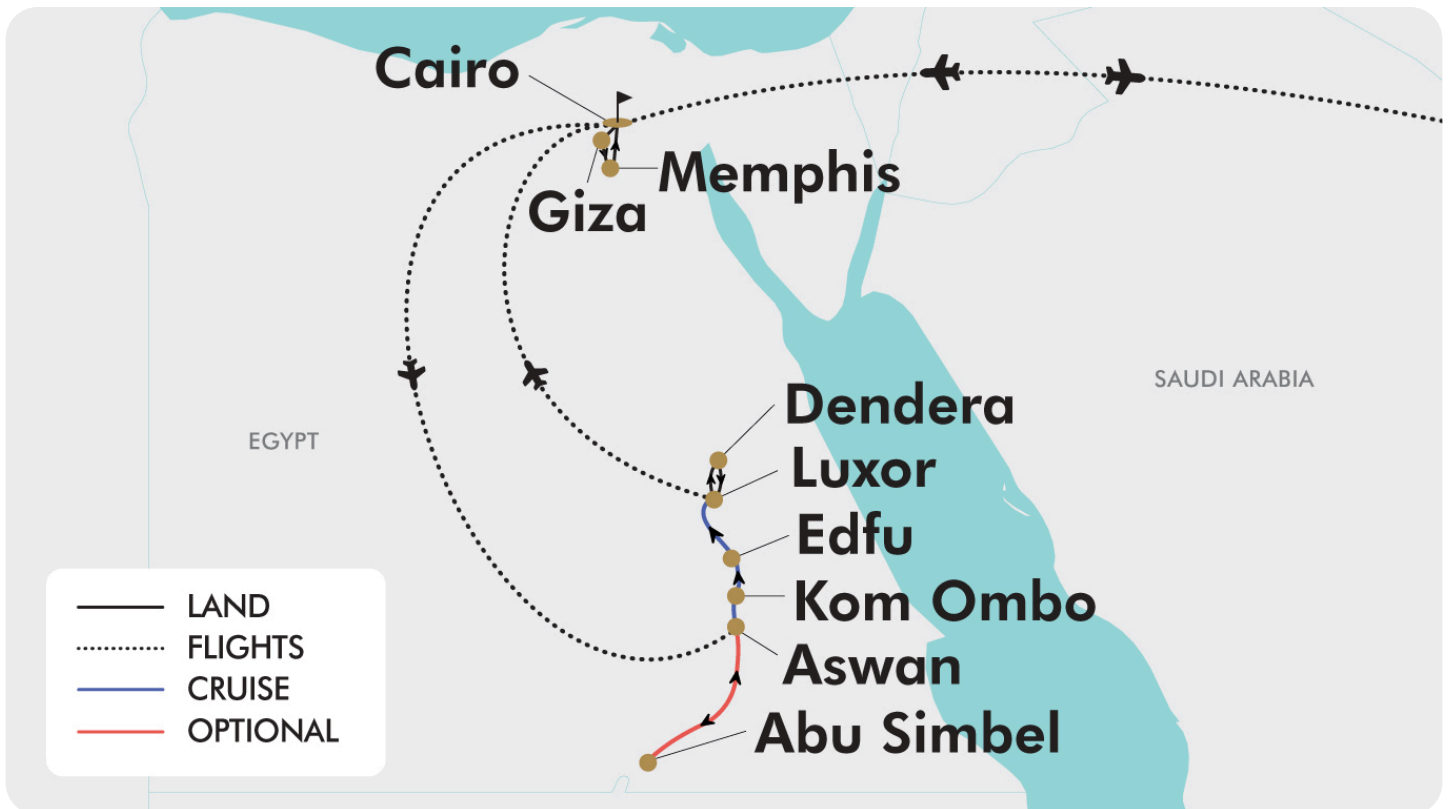 Cairo
Memphis
Giza
SAUDI ARABIA
Dendera
EGYPT
Luxor
Edfu
Kom Ombo
Aswan
Abu Simbel
LAND
FLIGHTS
CRUISE
OPTIONAL